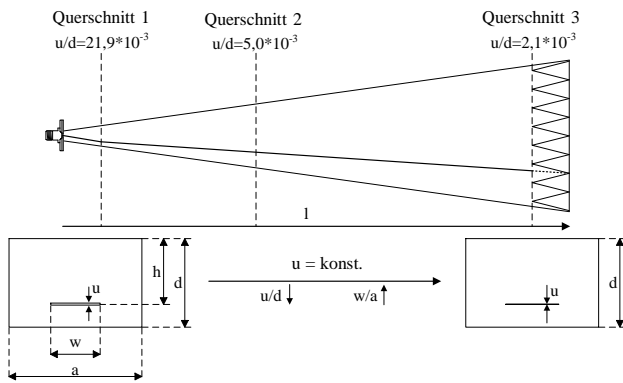 Querschnitt 1
u/d=21,9*10-3
Querschnitt 2
u/d=5,0*10-3
Querschnitt 3
u/d=2,1*10-3
l
u
h
d
w
a
u = konst.
u/d
w/a
u
d